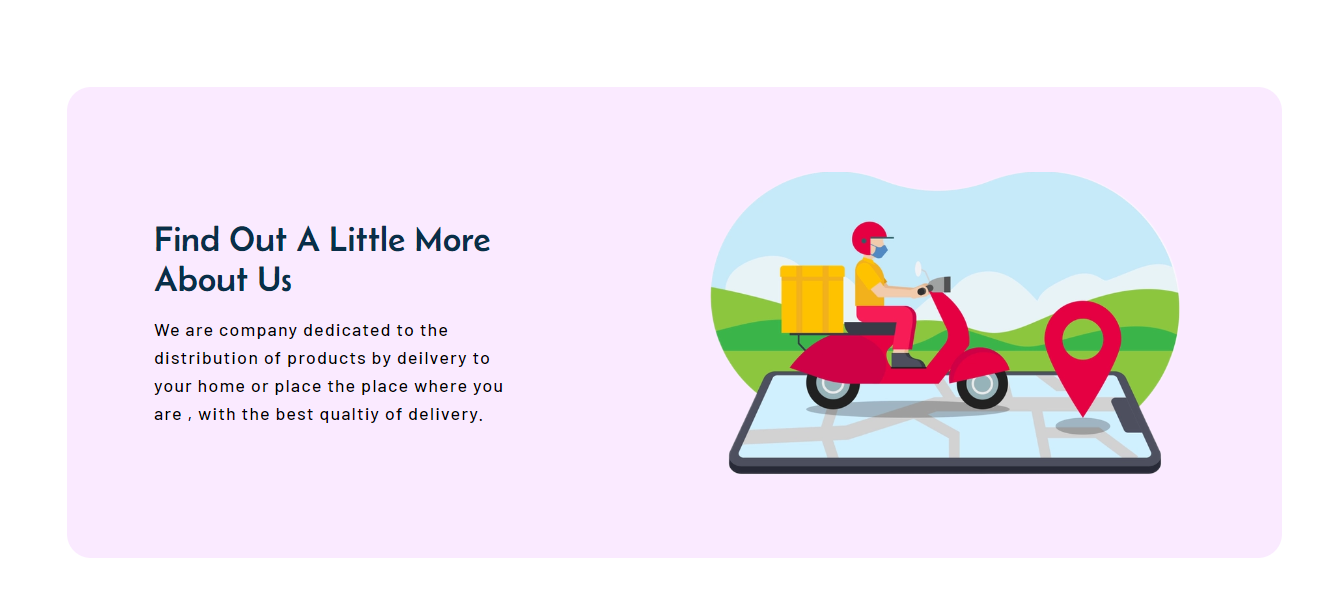 Find Out A Little More
About Us
We are company dedicated to the
distribution of products by deilvery to
your home or place the place where you
are , with the best qualtiy of delivery.